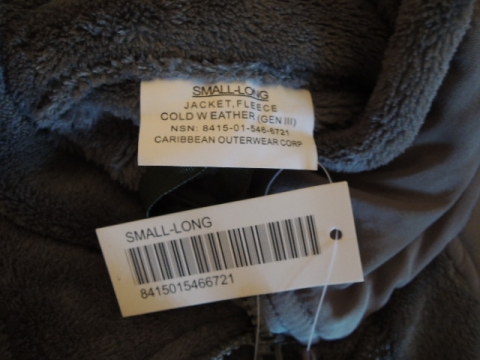 SMALL-LONG
JACKET, FLEECE
COLD WEATHER (GEN III)
NSN: 8415-01-546-6721
CARIBBEAN OUTERWEAR CORP
SMALL-LONG
8415015466721